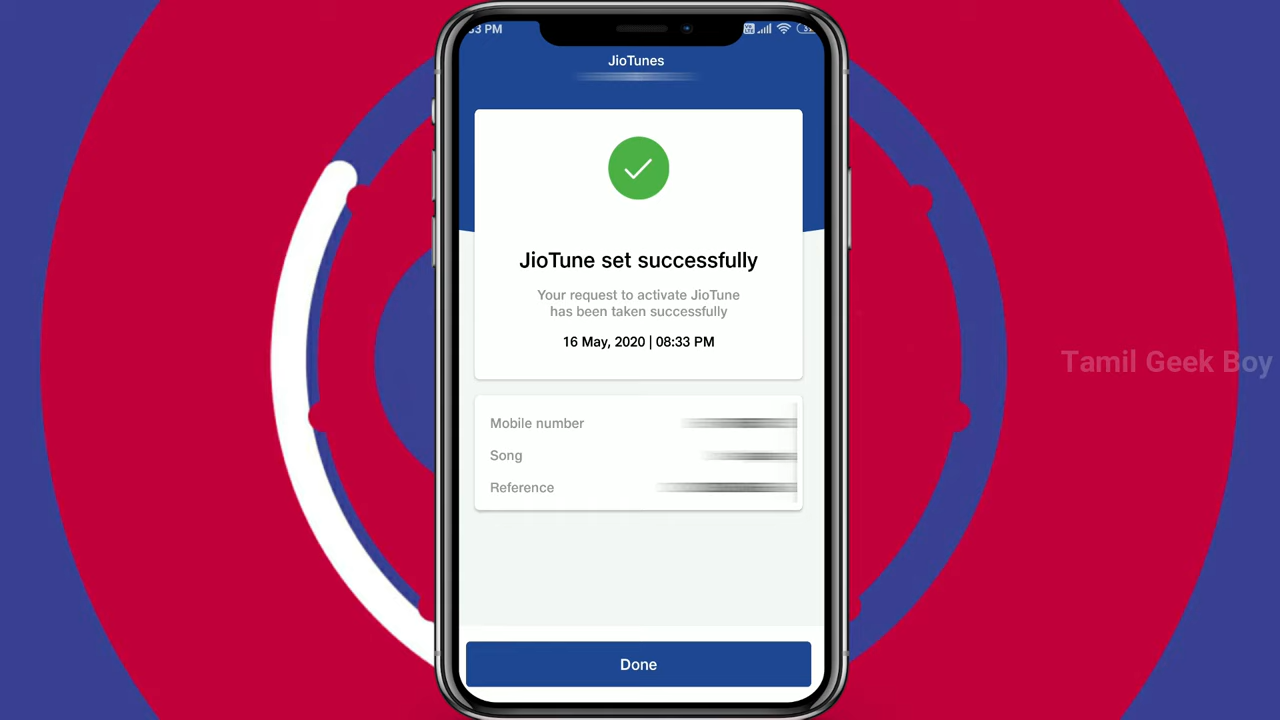 JioTunes
JioTune set successfully
Your request to activate JioTune
has been taken successfully
16 May, 2020 | 08:33 PM
Mobile number
Song
Reference
Tamil Geek Boy
Done